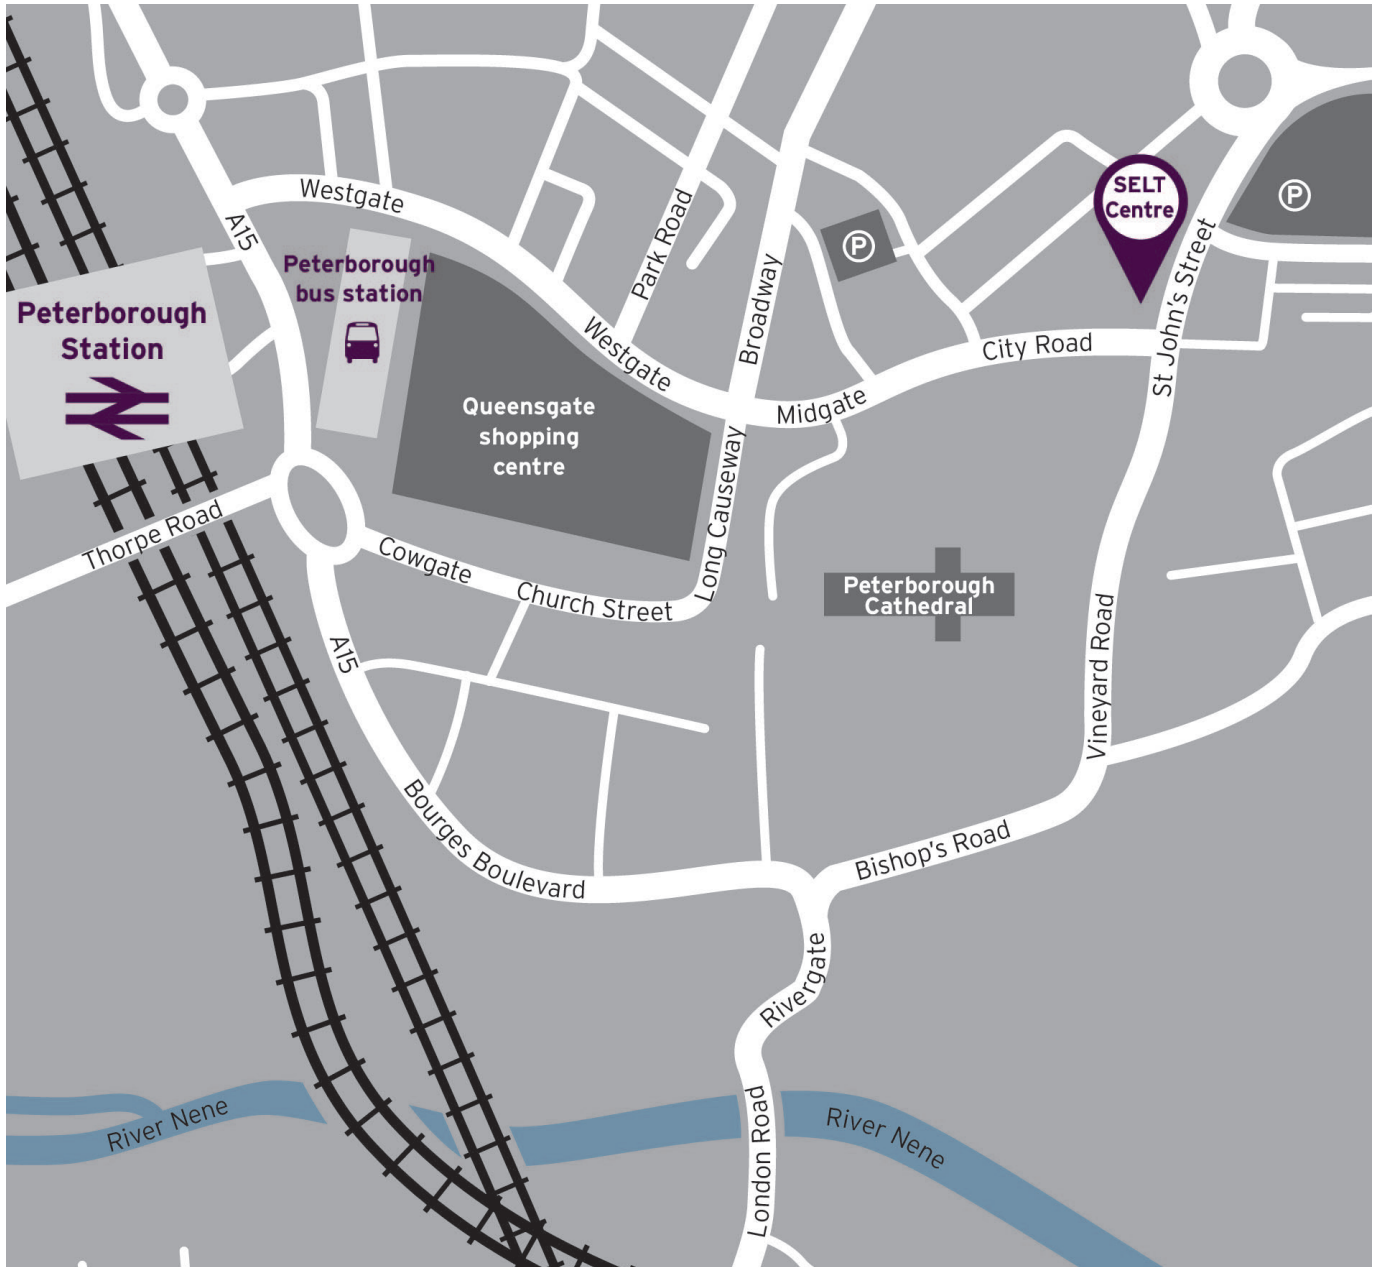 Westgate
A15
SELT
Centre
P
P
Park Road
St John's Street
Peterborough
bus station
Broadway
Peterborough
Station
Westgate
City Road
Midgate
Queensgate
shopping
centre
Long Causeway
Thorpe Road
Cowgate
Church Street
Peterborough
Cathedral
A15
Vineyard Road
Bourges Boulevard
Bishop's Road
Rivergate
River Nene
London Road
River Nene